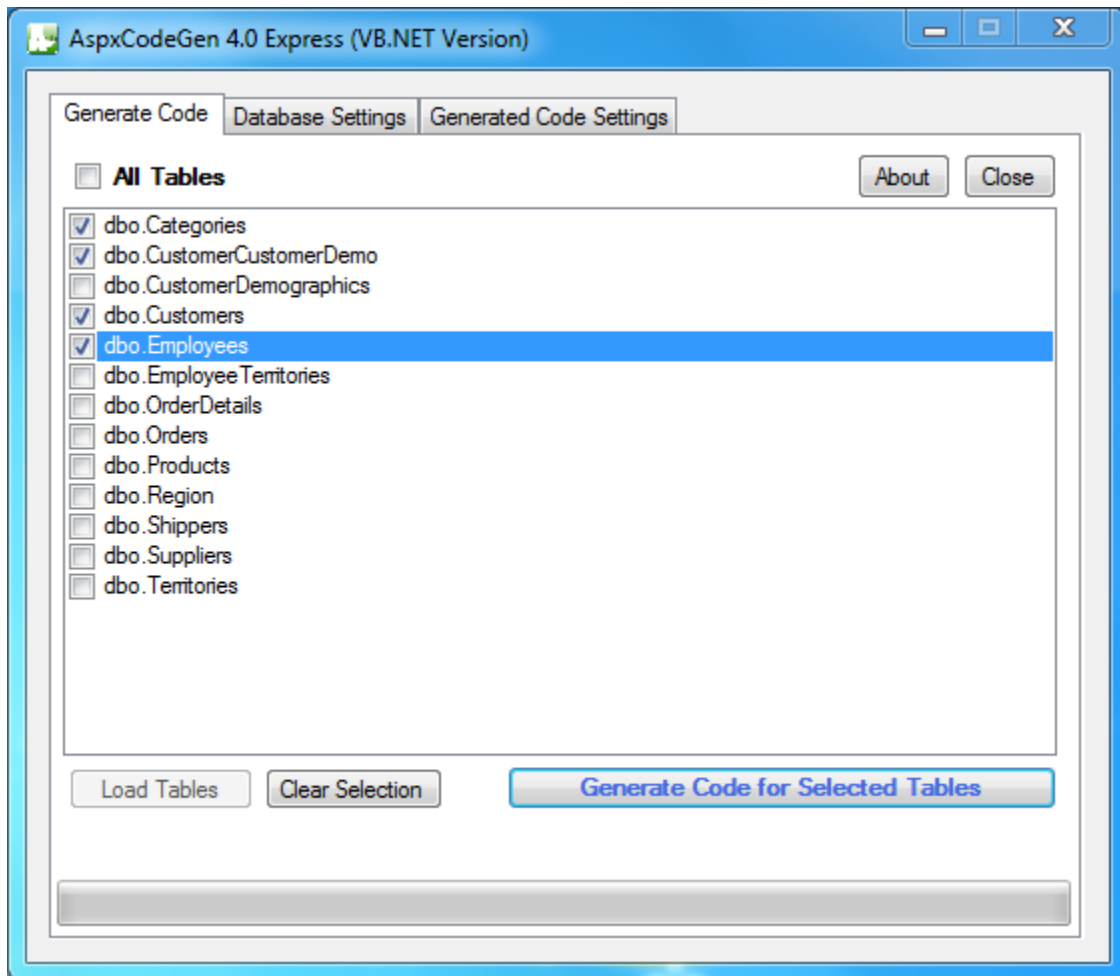 AspxCodeGen 4.0 Express (VB.NET Version)
Generate Code Database Settings Generated Code Settings
All Tables About Close
dbo.Categories
dbo.CustomerCustomerDemo
dbo.CustomerDemographics
dbo.Customers
dbo.Employees
dbo.EmployeeTerritories
dbo.OrderDetails
dbo.Orders
dbo.Products
dbo.Region
dbo.Shippers
dbo.Suppliers
dbo.Territories
Load Tables Clear Selection Generate Code for Selected Tables